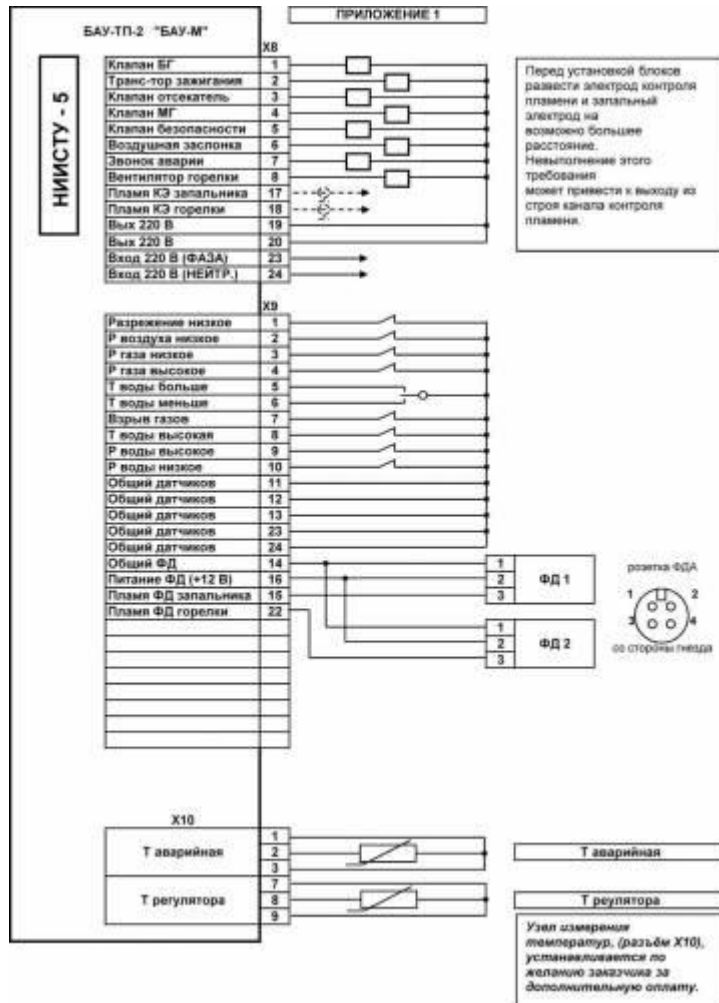 ПРИЛОЖЕНИЕ 1
БАУ-ТП-2 "БАУ-М"
НИИСТУ - 5
X8
Клапан БГ 1
Транс-тор зажигания 2
Клапан отсекатель 3
Клапан МГ 4
Клапан безопасности 5
Воздушная заслонка 6
Звонок аварии 7
Вентилятор горелки 8
Пламя КЭ запальника 17
Пламя КЭ горелки 18
Вых 220 В 19
Вых 220 В 20
Вход 220 В (ФАЗА) 23
Вход 220 В (НЕЙТР.) 24
Перед установкой блоков
развести электрод контроля
пламени и запальный
электрод на
возможно большее
расстояние.
Невыполнение этого
требования
может привести к выходу из
строя канала контроля
пламени.
X9
Разрежение низкое 1
Р воздуха низкое 2
Р газа низкое 3
Р газа высокое 4
Т воды больше 5
Т воды меньше 6
Взрыв газов 7
Т воды высокая 8
Р воды высокое 9
Р воды низкое 10
Общий датчиков 11
Общий датчиков 12
Общий датчиков 13
Общий датчиков 23
Общий датчиков 24
Общий ФД 14
Питание ФД (+12 В) 16
Пламя ФД запальника 15
Пламя ФД горелки 22
1
2 ФД 1
3
1
2 ФД 2
3
розетка ФДА
1 2
3 4
со стороны гнезда
X10
Т аварийная
1
2
3
Т аварийная
Т регулятора
7
8
9
Т реулятора
Узел измерения
температур, (разъём X10),
устанавливается по
желанию заказчика за
дополнительную оплату.